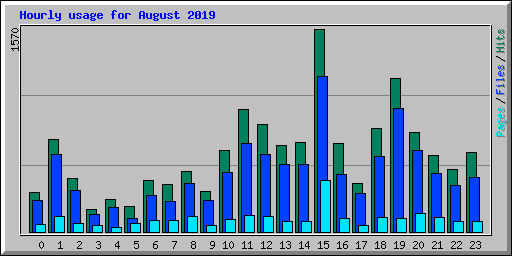 Hourly usage for August 2019
1570
Pages/Files/Hits
0 1 2 3 4 5 6 7 8 9 10 11 12 13 14 15 16 17 18 19 20 21 22 23